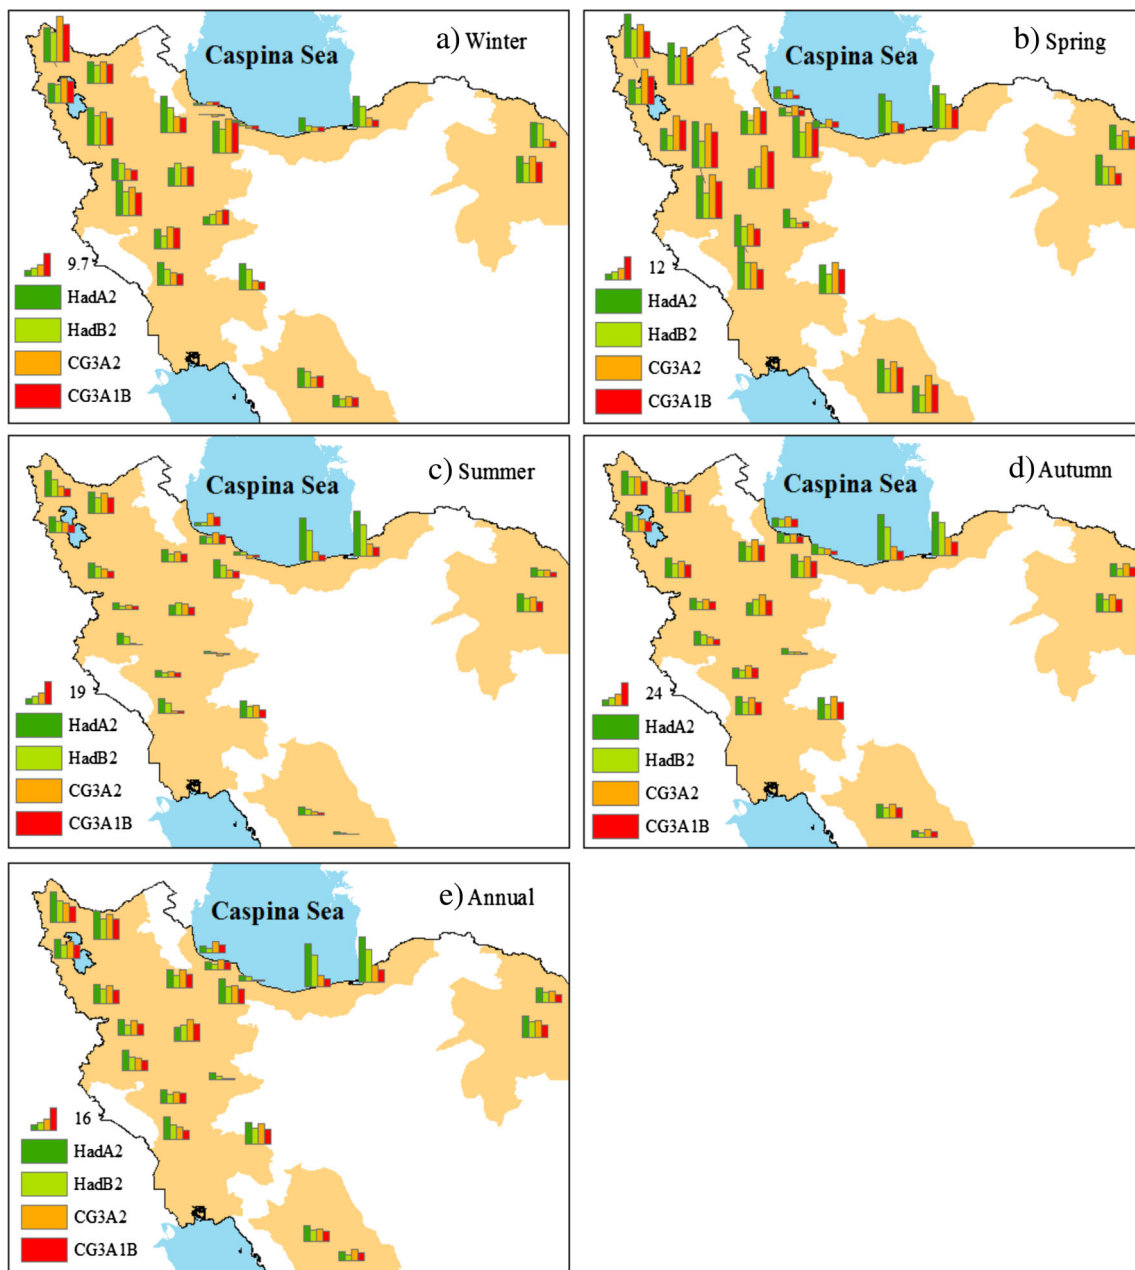 a) Winter
Caspina Sea
9.7
HadA2
HadB2
CG3A2
CG3A1B
b) Spring
Caspina Sea
12
HadA2
HadB2
CG3A2
CG3A1B
c) Summer
Caspina Sea
19
HadA2
HadB2
CG3A2
CG3A1B
d) Autumn
Caspina Sea
24
HadA2
HadB2
CG3A2
CG3A1B
e) Annual
Caspina Sea
16
HadA2
HadB2
CG3A2
CG3A1B